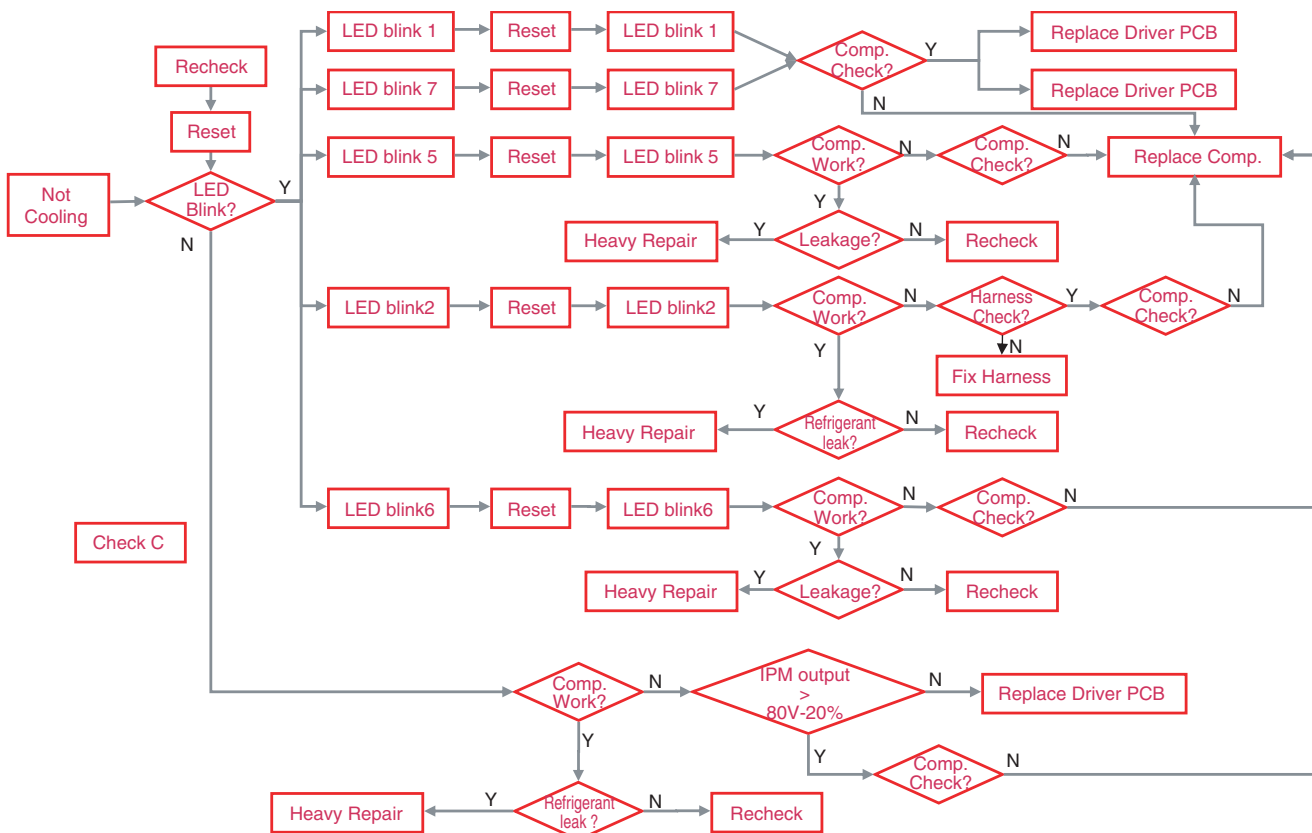 LED blink 1
Reset
LED blink 1
Comp.
Check?
Y
Replace Driver PCB
Recheck
LED blink 7
Reset
LED blink 7
Replace Driver PCB
N
Reset
LED blink 5
Reset
LED blink 5
Comp.
Work?
N
Comp.
Check?
N
Replace Comp.
Not
Cooling
LED
Blink?
Y
N
Y
Heavy Repair
Y
Leakage?
N
Recheck
LED blink2
Reset
LED blink2
Comp.
Work?
N
Harness
Check?
Y
Comp.
Check?
N
Y
N
Fix Harness
Heavy Repair
Y
Refrigerant
leak?
N
Recheck
LED blink6
Reset
LED blink6
Comp.
Work?
N
Comp.
Check?
N
Check C
Y
Heavy Repair
Y
Leakage?
N
Recheck
Comp.
Work?
N
IPM output
>
80V-20%
N
Replace Driver PCB
Y
Y
Comp.
Check?
N
Heavy Repair
Y
Refrigerant
leak ?
N
Recheck